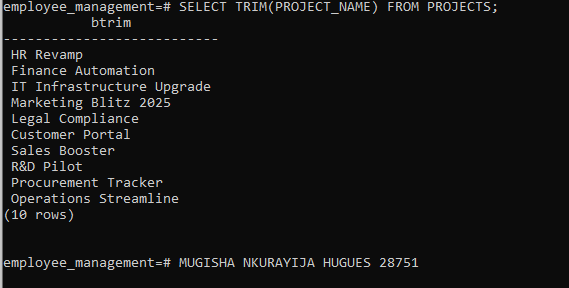 employee_management=# SELECT TRIM(PROJECT_NAME) FROM PROJECTS;
btrim
---------------------------
HR Revamp
Finance Automation
IT Infrastructure Upgrade
Marketing Blitz 2025
Legal Compliance
Customer Portal
Sales Booster
R&D Pilot
Procurement Tracker
Operations Streamline
(10 rows)
employee_management=# MUGISHA NKURAYIJA HUGUES 28751